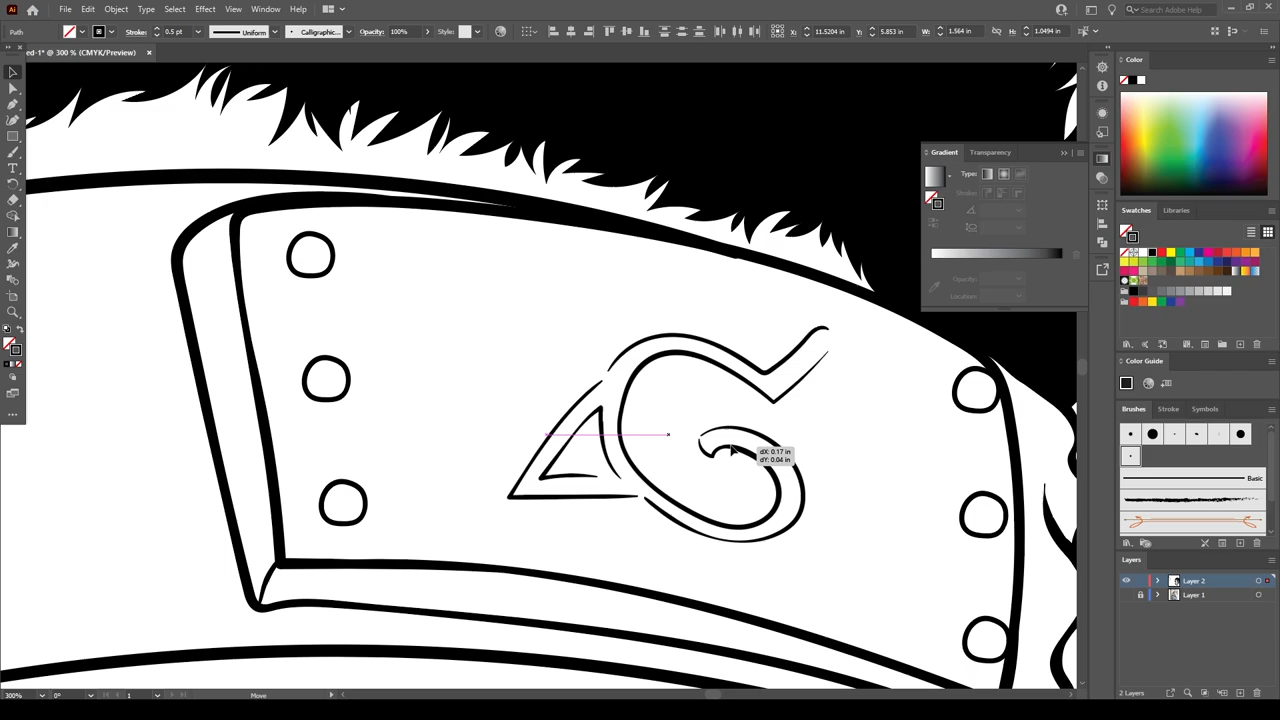 Ai File Edit Object Type Select Effect View Window Help Search Adobe Help
Path Stroke: 0.5 pt Uniform Calligraphic... Opacity: 100% Style: X: 11.5204 in Y: 5.853 in W: 1.564 in H: 1.0494 in
ed-1* @ 300 % (CMYK/Preview)
Color
Gradient Transparency
Type:
Stroke:
Opacity:
Location:
Swatches Libraries
Color Guide
Brushes Stroke Symbols
Basic
dX: 0.17 in
dY: 0.04 in
Layers
Layer 2
Layer 1
2 Layers
300% 0° 1 Move